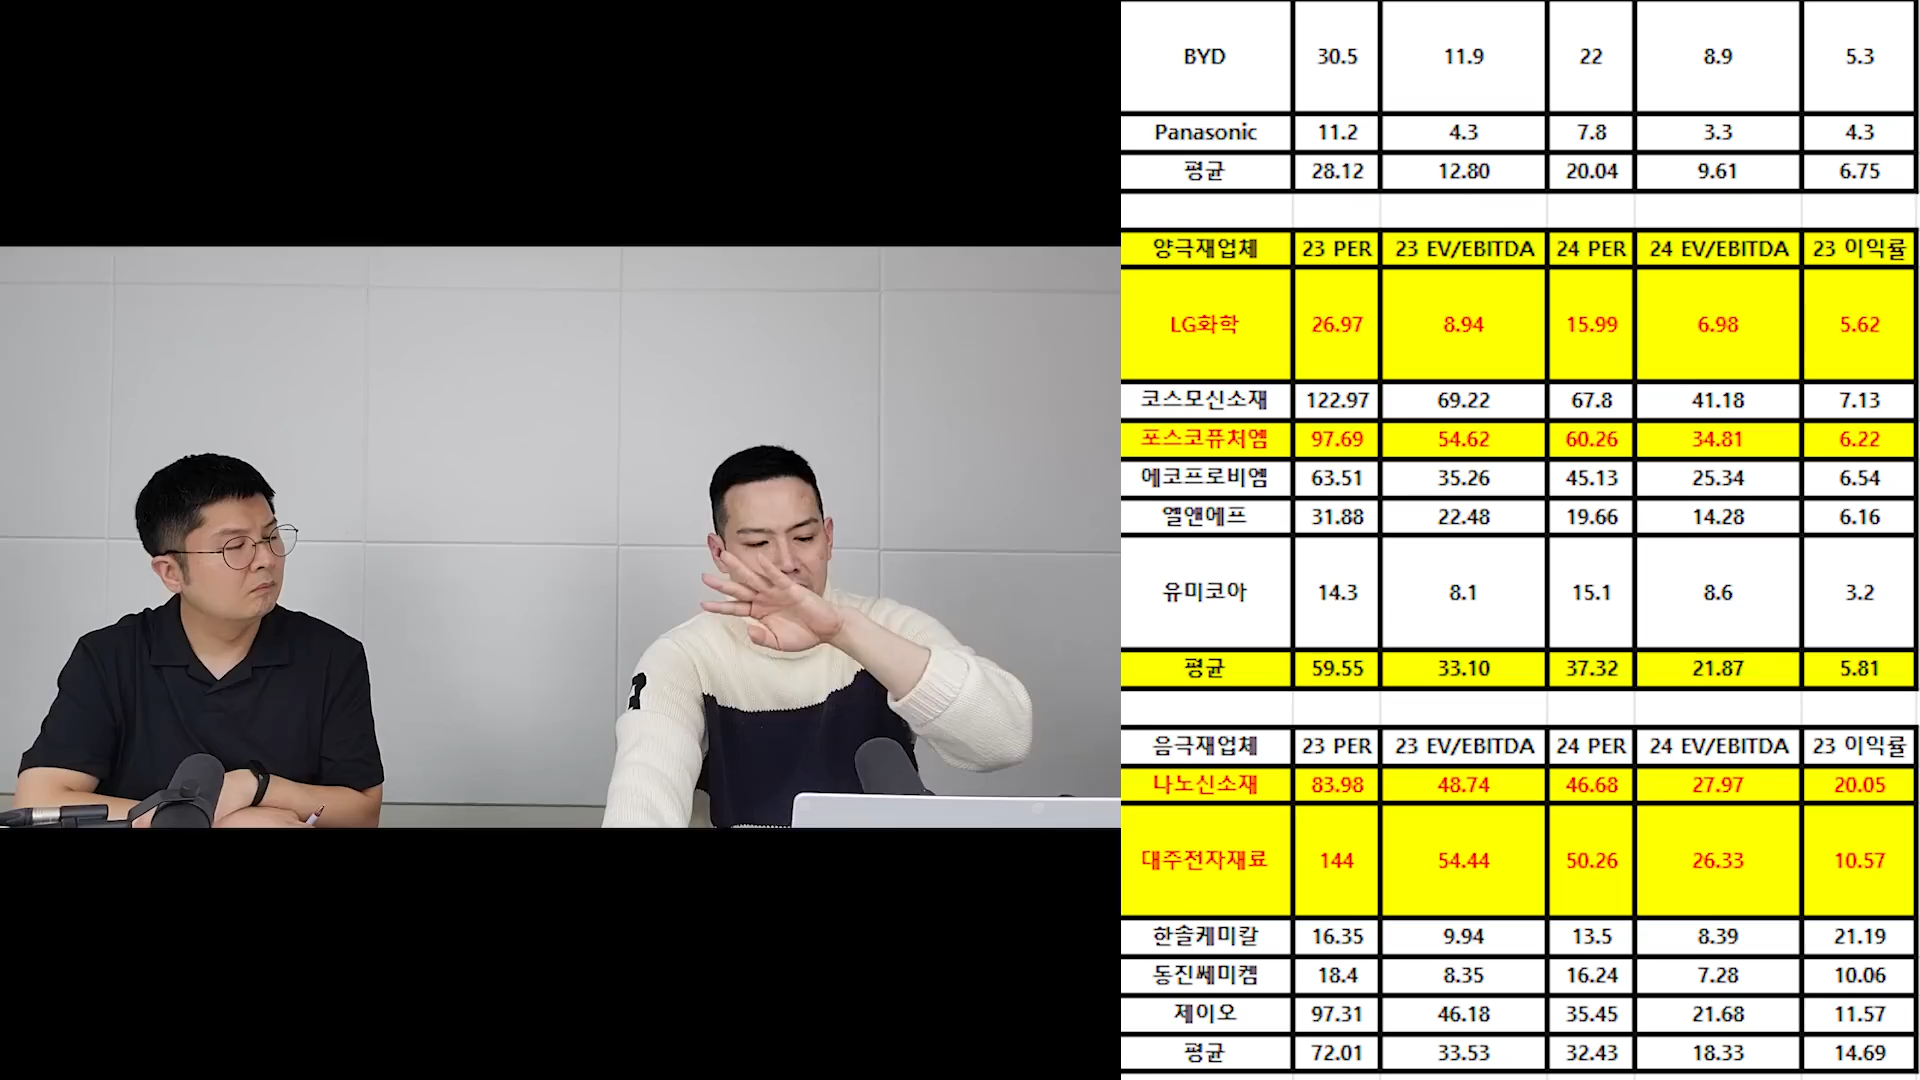 BYD 30.5 11.9 22 8.9 5.3
Panasonic 11.2 4.3 7.8 3.3 4.3
평균 28.12 12.80 20.04 9.61 6.75
양극재업체 23 PER 23 EV/EBITDA 24 PER 24 EV/EBITDA 23 이익률
LG화학 26.97 8.94 15.99 6.98 5.62
코스모신소재 122.97 69.22 67.8 41.18 7.13
포스코퓨처엠 97.69 54.62 60.26 34.81 6.22
에코프로비엠 63.51 35.26 45.13 25.34 6.54
엘앤에프 31.88 22.48 19.66 14.28 6.16
유미코아 14.3 8.1 15.1 8.6 3.2
평균 59.55 33.10 37.32 21.87 5.81
음극재업체 23 PER 23 EV/EBITDA 24 PER 24 EV/EBITDA 23 이익률
나노신소재 83.98 48.74 46.68 27.97 20.05
대주전자재료 144 54.44 50.26 26.33 10.57
한솔케미칼 16.35 9.94 13.5 8.39 21.19
동진쎄미켐 18.4 8.35 16.24 7.28 10.06
제이오 97.31 46.18 35.45 21.68 11.57
평균 72.01 33.53 32.43 18.33 14.69